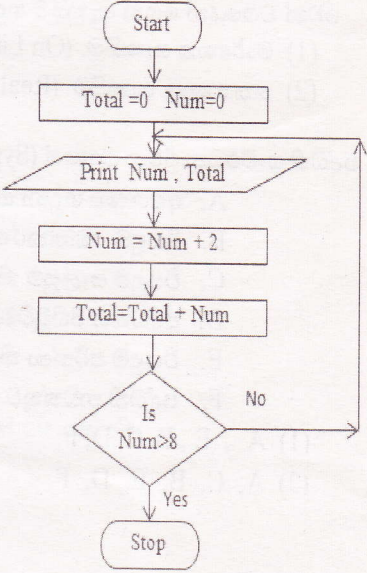 Start
Total =0 Num=0
Print Num , Total
Num = Num + 2
Total=Total + Num
Is
Num>8
No
Yes
Stop